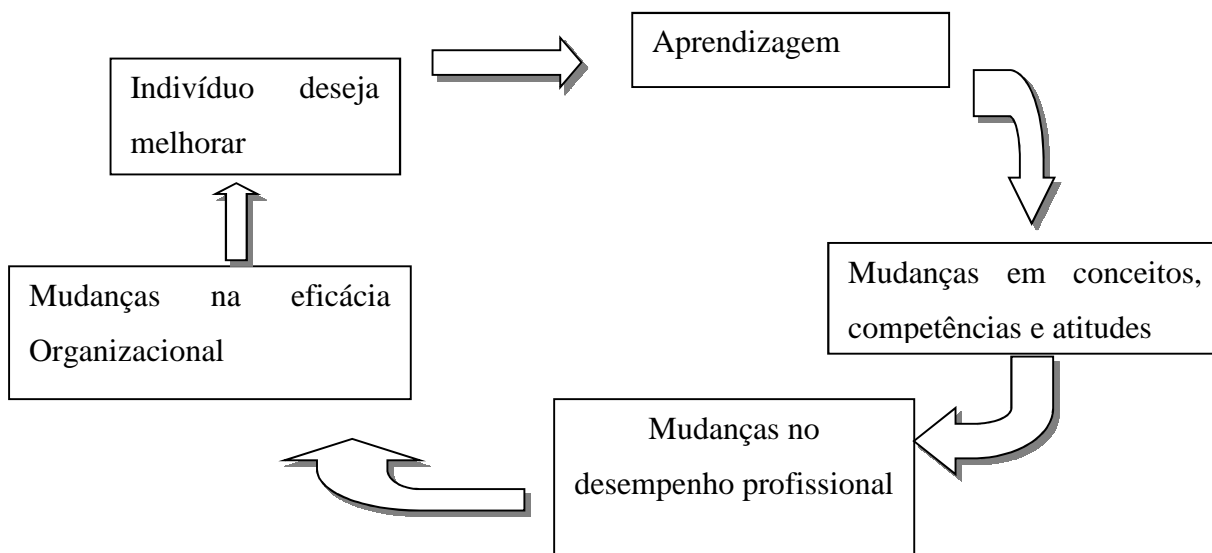 Aprendizagem
Indivíduo deseja
melhorar
Mudanças em conceitos,
competências e atitudes
Mudanças no
desempenho profissional
Mudanças na eficácia
Organizacional